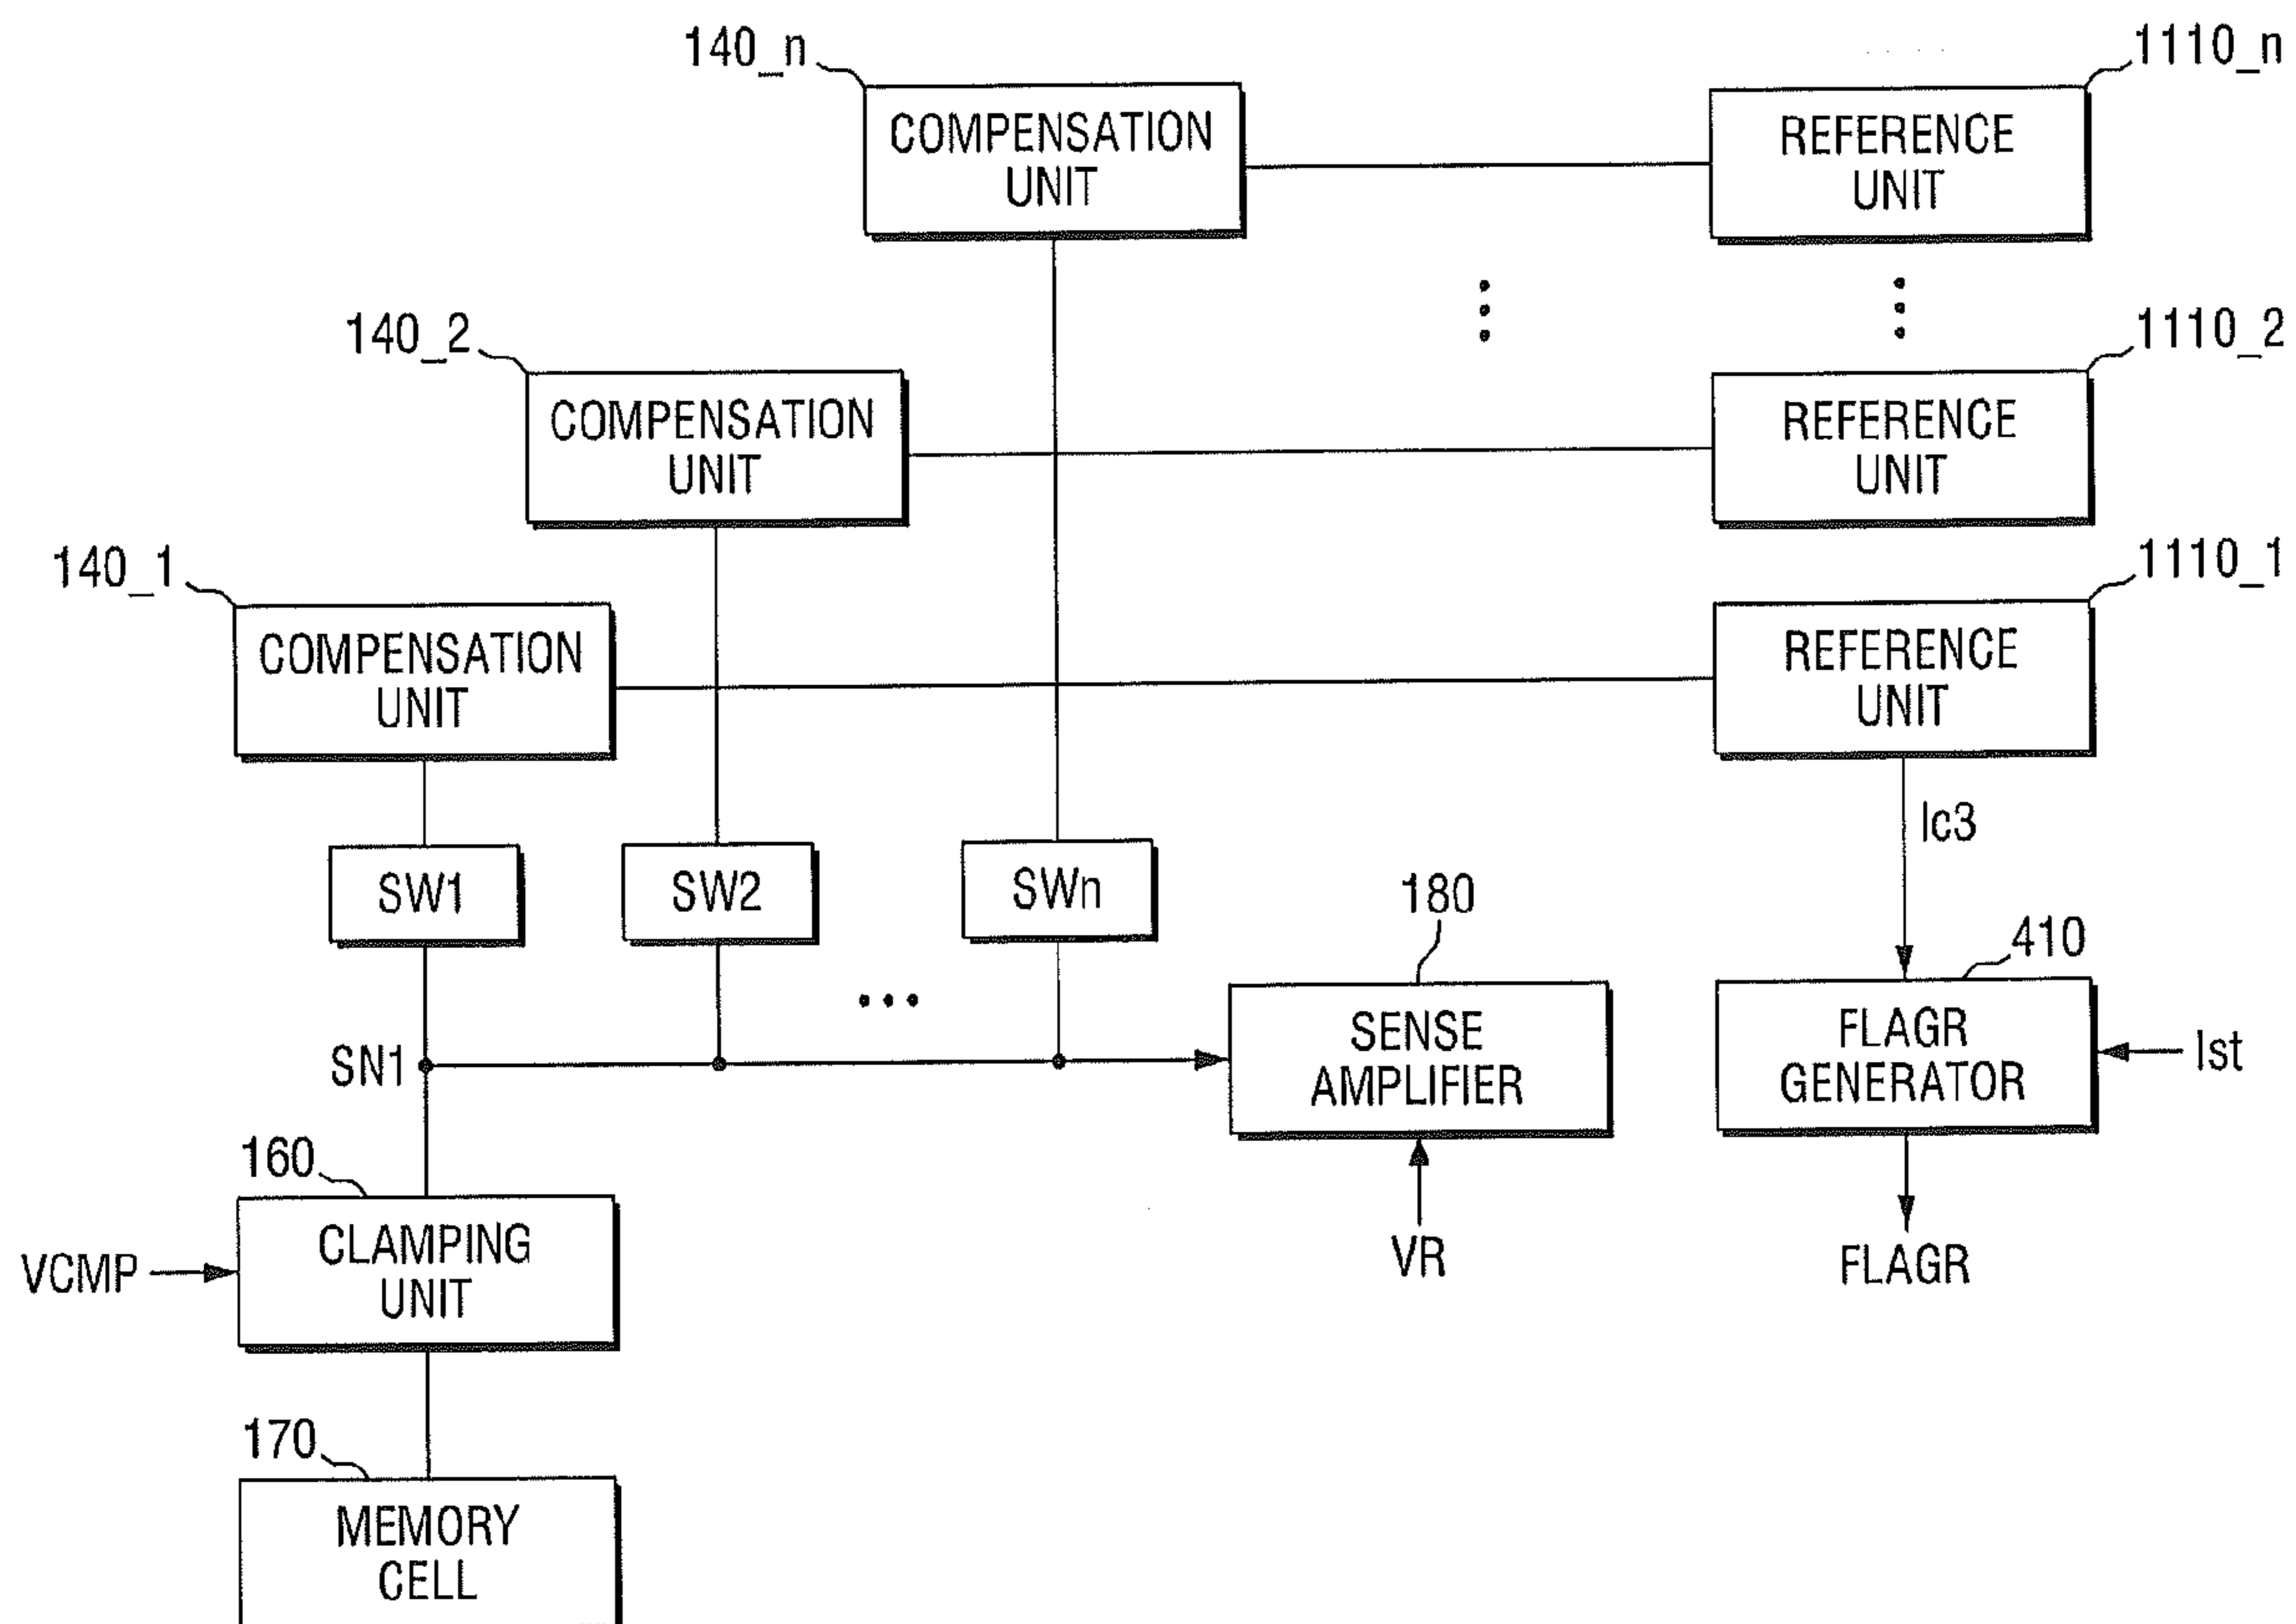 140_n
1110_n
COMPENSATION
UNIT
REFERENCE
UNIT
140_2
1110_2
COMPENSATION
UNIT
REFERENCE
UNIT
140_1
1110_1
COMPENSATION
UNIT
REFERENCE
UNIT
Ic3
SW1
SW2
SWn
180
410
SENSE
AMPLIFIER
FLAGR
GENERATOR
Ist
SN1
160
VR
FLAGR
VCMP
CLAMPING
UNIT
170
MEMORY
CELL